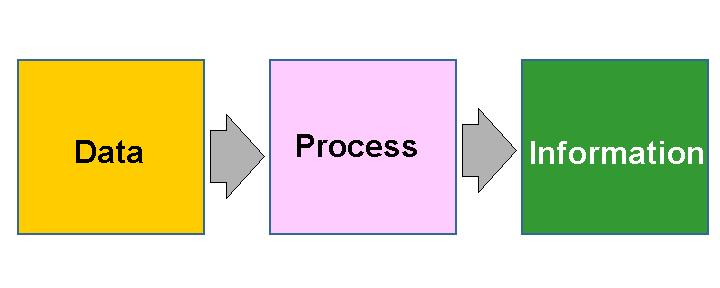 Data
Process
Information